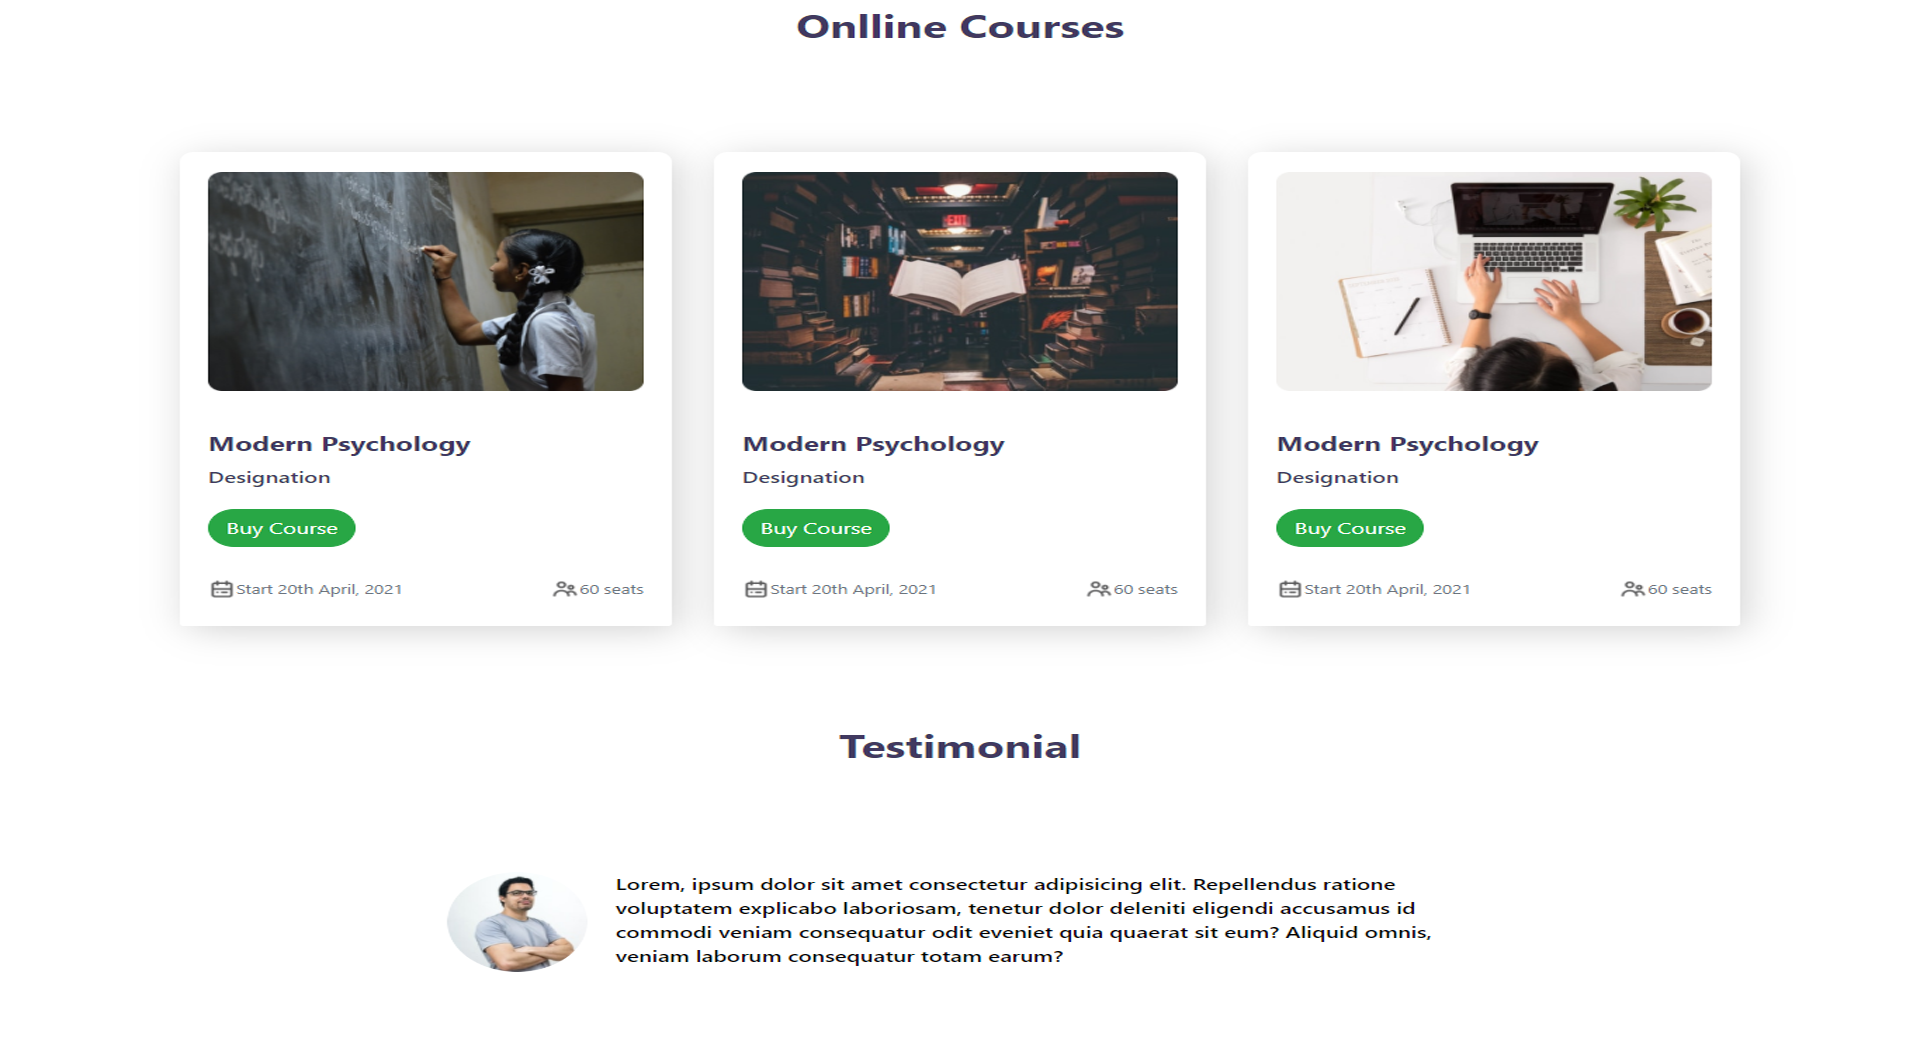 Onlline Courses
Modern Psychology
Designation
Buy Course
Start 20th April, 2021
60 seats
Modern Psychology
Designation
Buy Course
Start 20th April, 2021
60 seats
Modern Psychology
Designation
Buy Course
Start 20th April, 2021
60 seats
Testimonial
Lorem, ipsum dolor sit amet consectetur adipisicing elit. Repellendus ratione
voluptatem explicabo laboriosam, tenetur dolor deleniti eligendi accusamus id
commodi veniam consequatur odit eveniet quia quaerat sit eum? Aliquid omnis,
veniam laborum consequatur totam earum?